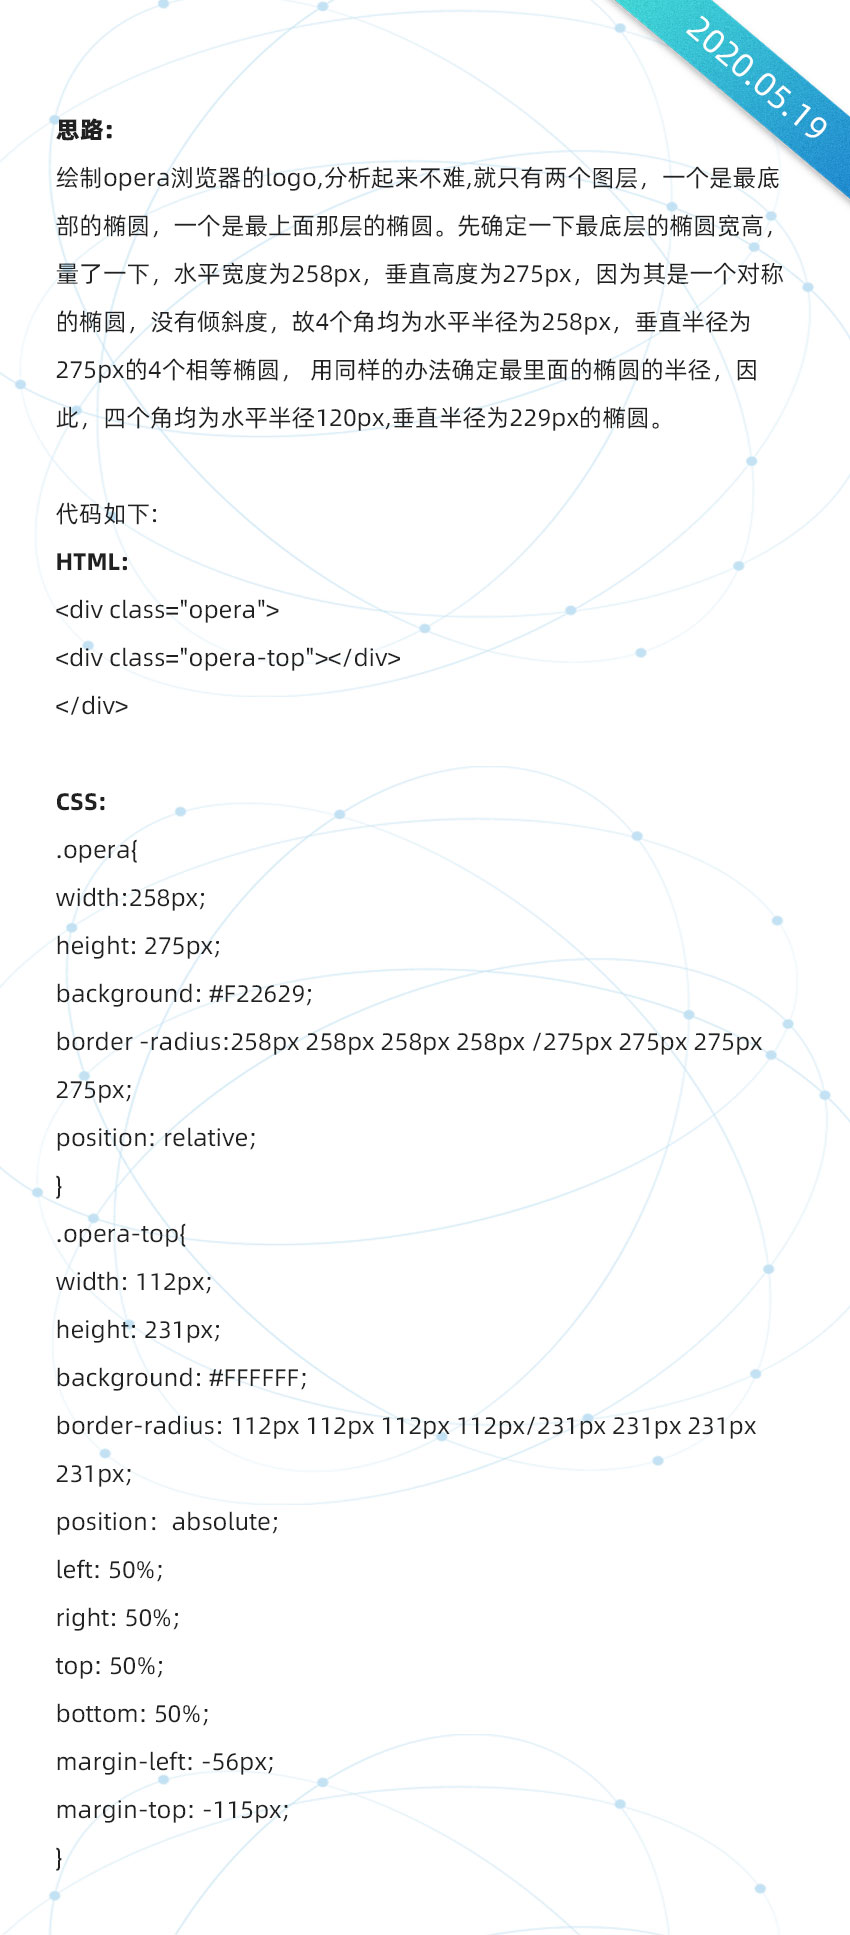 2020.05.19
思路：
绘制opera浏览器的logo,分析起来不难,就只有两个图层，一个是最底
部的椭圆，一个是最上面那层的椭圆。先确定一下最底层的椭圆宽高，
量了一下，水平宽度为258px，垂直高度为275px，因为其是一个对称
的椭圆，没有倾斜度，故4个角均为水平半径为258px，垂直半径为
275px的4个相等椭圆， 用同样的办法确定最里面的椭圆的半径，因
此，四个角均为水平半径120px,垂直半径为229px的椭圆。
代码如下：
HTML:
<div class="opera">
<div class="opera-top"></div>
</div>
CSS:
.opera{
width:258px;
height: 275px;
background: #F22629;
border -radius:258px 258px 258px 258px /275px 275px 275px
275px;
position: relative;
}
.opera-top{
width: 112px;
height: 231px;
background: #FFFFFF;
border-radius: 112px 112px 112px 112px/231px 231px 231px
231px;
position：absolute;
left: 50%;
right: 50%;
top: 50%;
bottom: 50%;
margin-left: -56px;
margin-top: -115px;
}